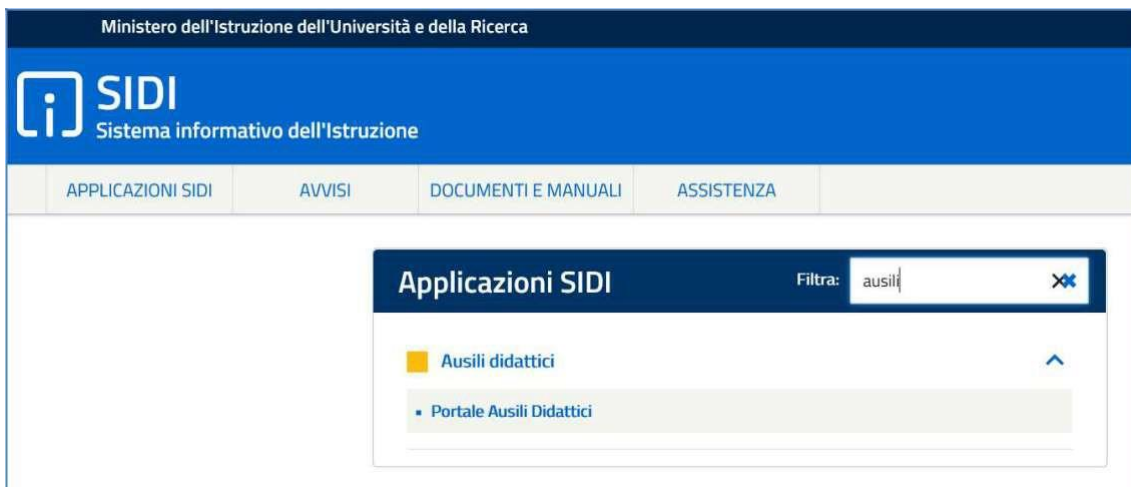 Ministero dell'Istruzione dell'Università e della Ricerca
SIDI
Sistema informativo dell'Istruzione
APPLICAZIONI SIDI AVVISI DOCUMENTI E MANUALI ASSISTENZA
Applicazioni SIDI Filtra: ausili
Ausili didattici
Portale Ausili Didattici